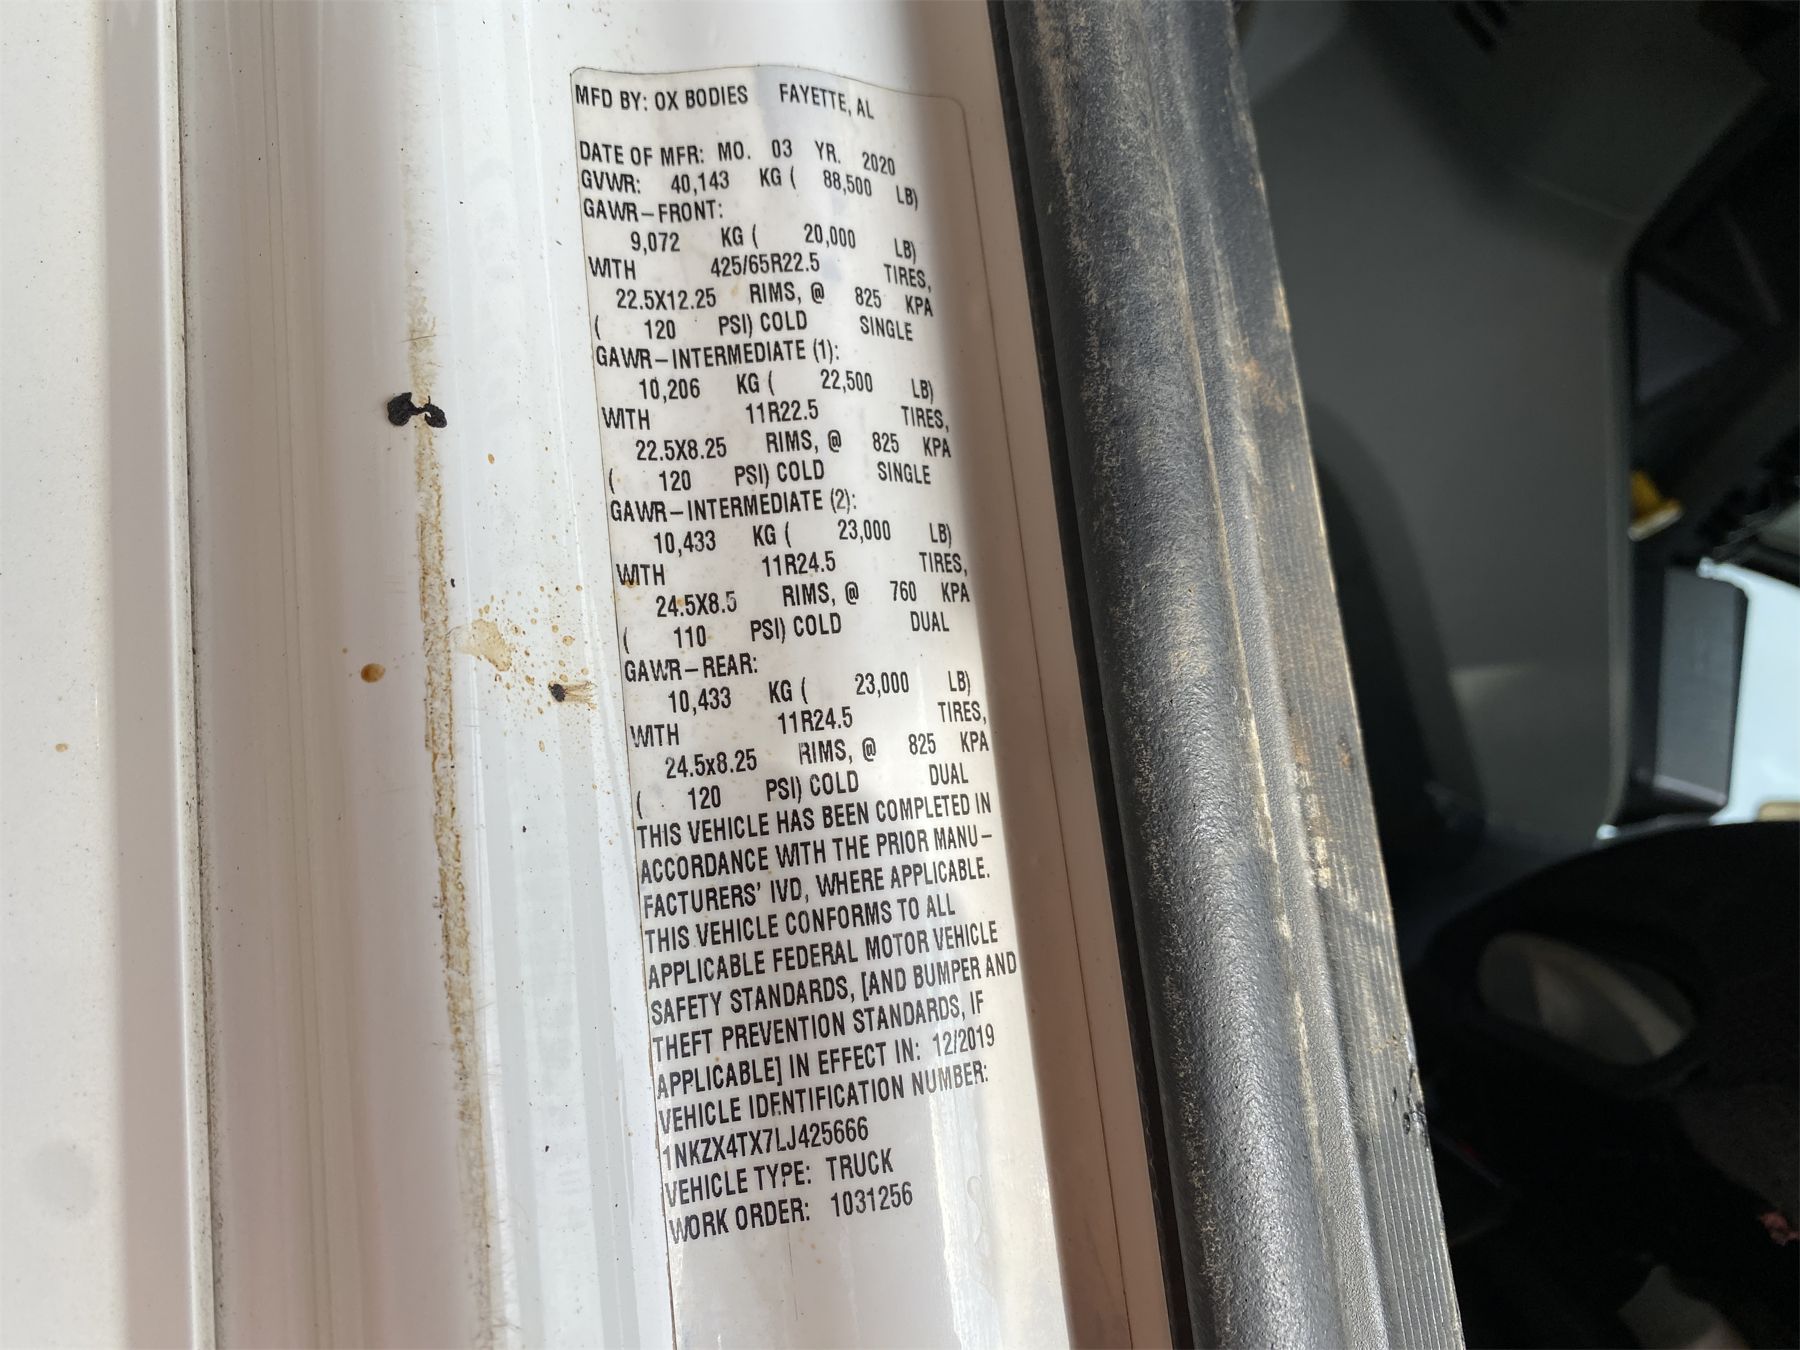 MFD BY: OX BODIES FAYETTE, AL
DATE OF MFR: MO. 03 YR. 2020
GVWR: 40,143 KG ( 88,500 LB)
GAWR-FRONT:
9,072 KG ( 20,000 LB)
WITH 425/65R22.5 TIRES,
22.5X12.25 RIMS, @ 825 KPA
( 120 PSI) COLD SINGLE
GAWR-INTERMEDIATE (1):
10,206 KG ( 22,500 LB)
WITH 11R22.5 TIRES,
22.5X8.25 RIMS, @ 825 KPA
( 120 PSI) COLD SINGLE
GAWR-INTERMEDIATE (2):
10,433 KG ( 23,000 LB)
WITH 11R24.5 TIRES,
24.5X8.5 RIMS, @ 760 KPA
( 110 PSI) COLD DUAL
GAWR-REAR:
10,433 KG ( 23,000 LB)
WITH 11R24.5 TIRES,
24.5x8.25 RIMS, @ 825 KPA
( 120 PSI) COLD DUAL
THIS VEHICLE HAS BEEN COMPLETED IN
ACCORDANCE WITH THE PRIOR MANU-
FACTURERS' IVD, WHERE APPLICABLE.
THIS VEHICLE CONFORMS TO ALL
APPLICABLE FEDERAL MOTOR VEHICLE
SAFETY STANDARDS, [AND BUMPER AND
THEFT PREVENTION STANDARDS, IF
APPLICABLE] IN EFFECT IN: 12/2019
VEHICLE IDENTIFICATION NUMBER:
1NKZX4TX7LJ425666
VEHICLE TYPE: TRUCK
WORK ORDER: 1031256